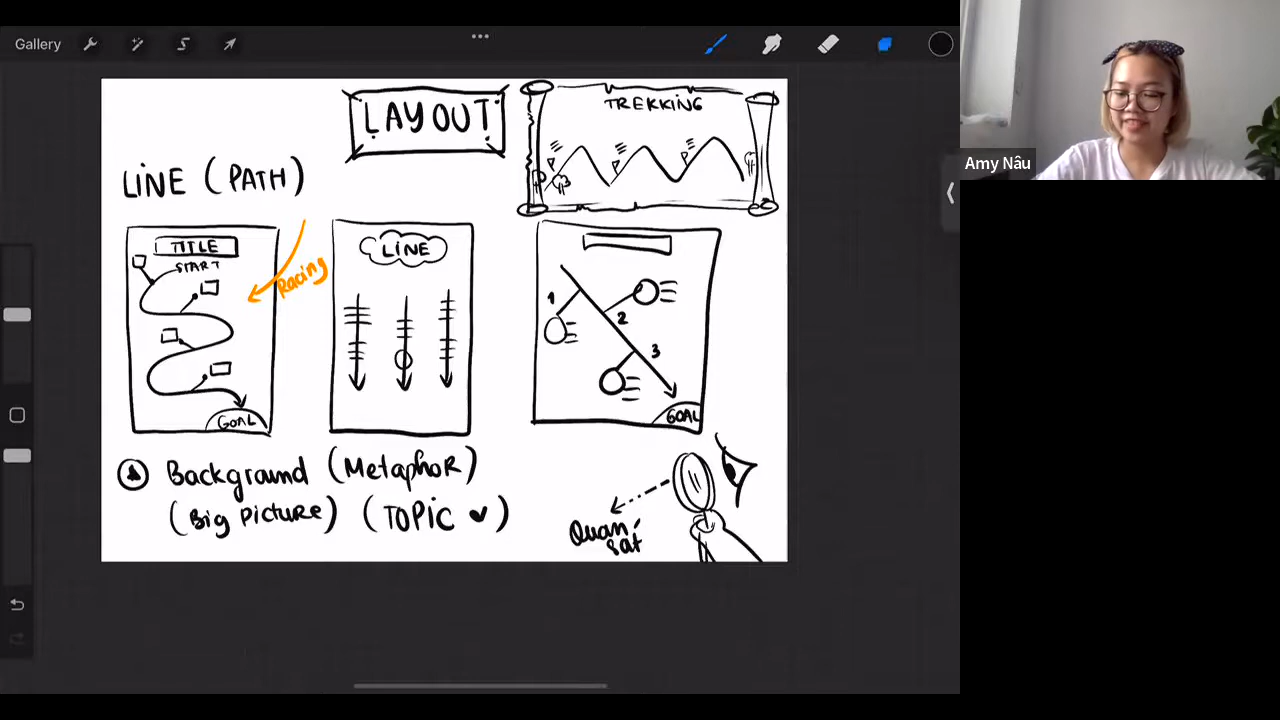 Gallery
LAYOUT
TREKKING
LINE (PATH)
TITLE
START
GOAL
Racing
LINE
1
2
3
GOAL
Background (Metaphor)
(Big Picture) (TOPIC)
Quan
sát
Amy Nâu